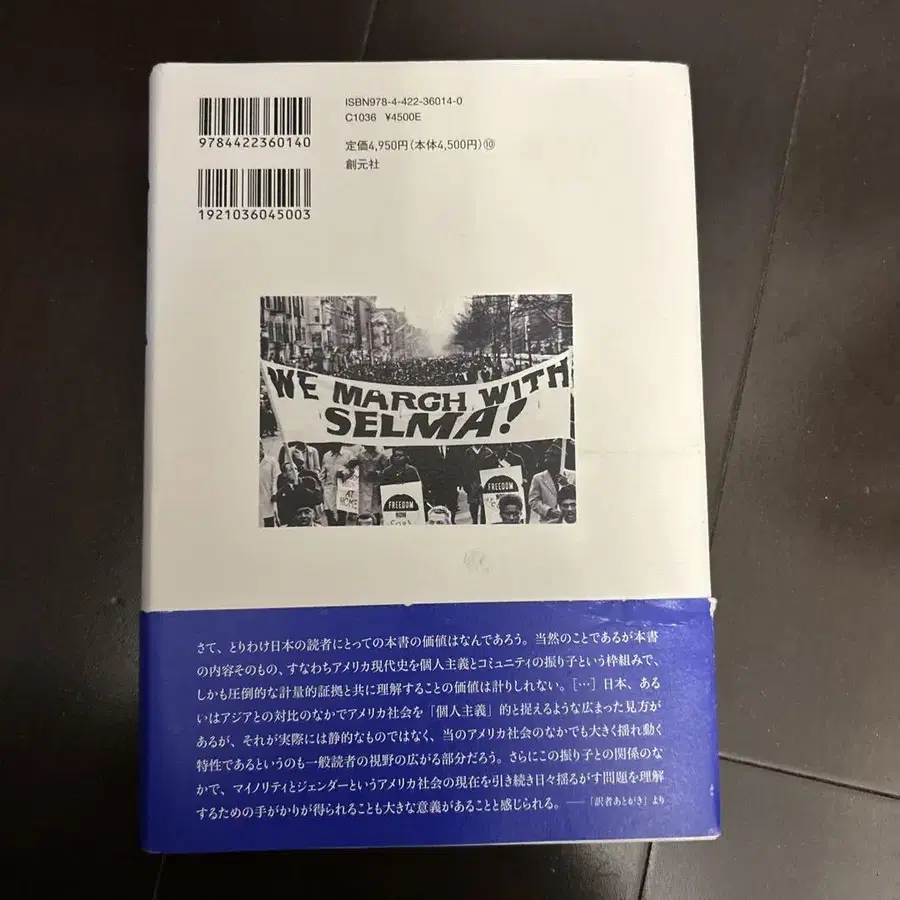 ISBN978-4-422-36014-0
C1036 ¥4500E
9784422360140
定価4,950円(本体4,500円)⑩
創元社
1921036045003
WE MARCH WITH
SELMA!
AT
HOME
FREEDOM
NOW
FREEDOM
さて、とりわけ日本の読者にとっての本書の価値はなんであろう。当然のことであるが本書
の内容そのもの、すなわちアメリカ現代史を個人主義とコミュニティの振り子という枠組みで、
しかも圧倒的な計量的証拠と共に理解することの価値は計りしれない。[…]日本、ある
いはアジアとの対比のなかでアメリカ社会を「個人主義」的と捉えるような広まった見方が
あるが、それが実際には静的なものではなく、当のアメリカ社会のなかでも大きく揺れ動く
特性であるというのも一般読者の視野の広がる部分だろう。さらにこの振り子との関係のな
かで、マイノリティとジェンダーというアメリカ社会の現在を引き続き日々揺るがす問題を理解
するための手がかりが得られることも大きな意義があることと感じられる。——「訳者あとがき」より